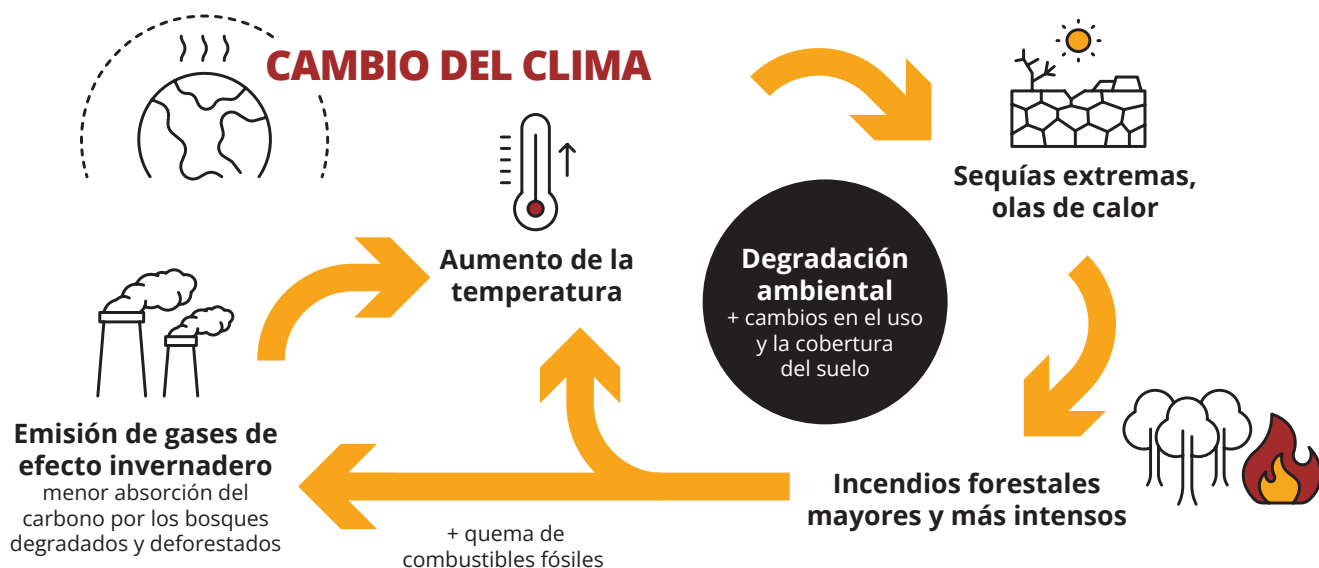 CAMBIO DEL CLIMA
Aumento de la
temperatura
Sequías extremas,
olas de calor
Degradación
ambiental
+ cambios en el uso
y la cobertura
del suelo
Incendios forestales
mayores y más intensos
Emisión de gases de
efecto invernadero
menor absorción del
carbono por los bosques
degradados y deforestados
+ quema de
combustibles fósiles